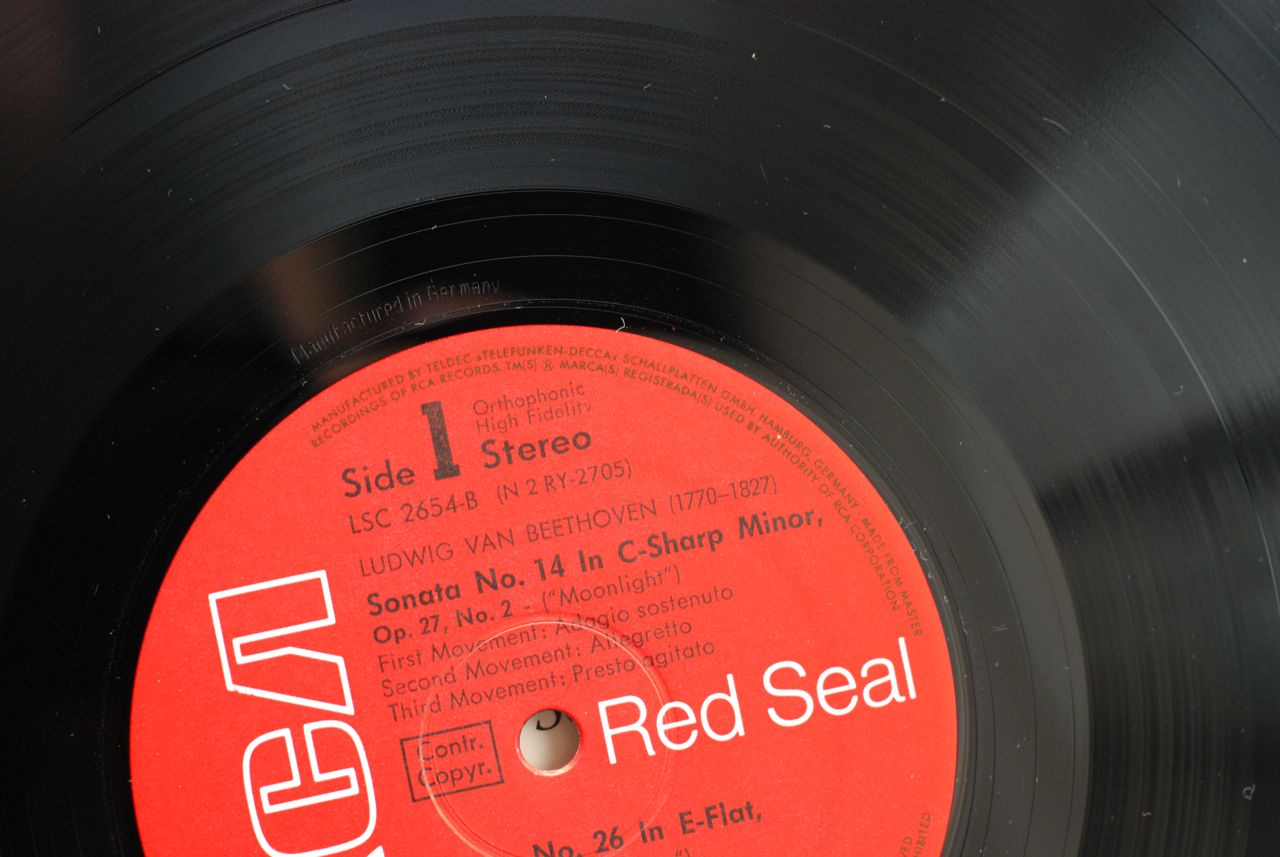 Manufactured in Germany
MANUFACTURED BY TELDEC »TELEFUNKEN-DECCA« SCHALLPLATTEN GMBH, HAMBURG, GERMANY · MADE FROM MASTER
RECORDINGS OF RCA RECORDS. TM(S) ® MARCA(S) REGISTRADA(S) USED BY AUTHORITY OF RCA CORPORATION
Side 1
Orthophonic
High Fidelity
Stereo
LSC 2654-B (N 2 RY-2705)
LUDWIG VAN BEETHOVEN (1770–1827)
Sonata No. 14 In C-Sharp Minor,
Op. 27, No. 2 - ("Moonlight")
First Movement: Adagio sostenuto
Second Movement: Allegretto
Third Movement: Presto agitato
Contr.
Copyr.
Red Seal
RCA
No. 26 in E-Flat,